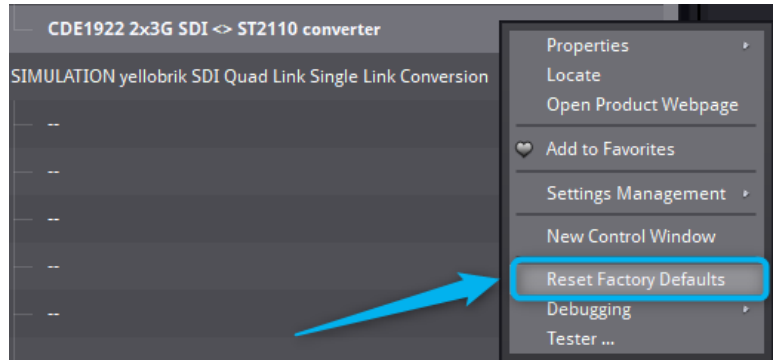 CDE1922 2x3G SDI <> ST2110 converter
SIMULATION yellobrik SDI Quad Link Single Link Conversion
--
--
--
--
--
Properties
Locate
Open Product Webpage
Add to Favorites
Settings Management
New Control Window
Reset Factory Defaults
Debugging
Tester ...